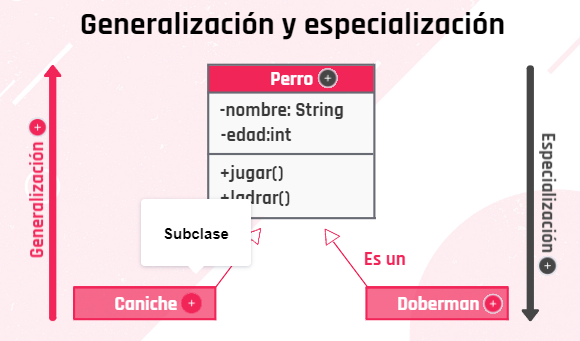 Generalización y especialización
Perro +
-nombre: String
-edad:int
+jugar()
+ladrar()
Generalización +
Especialización +
Subclase
Es un
Caniche +
Doberman +